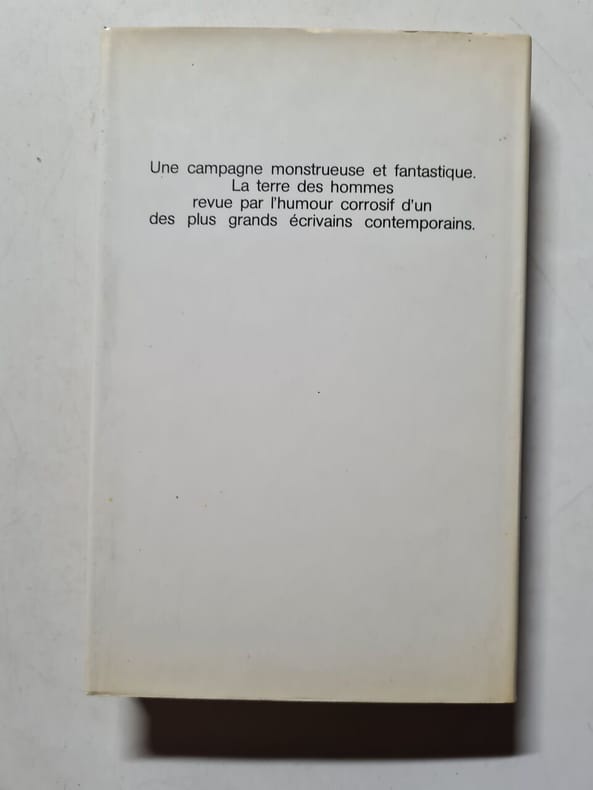 Une campagne monstrueuse et fantastique.
La terre des hommes
revue par l'humour corrosif d'un
des plus grands écrivains contemporains.